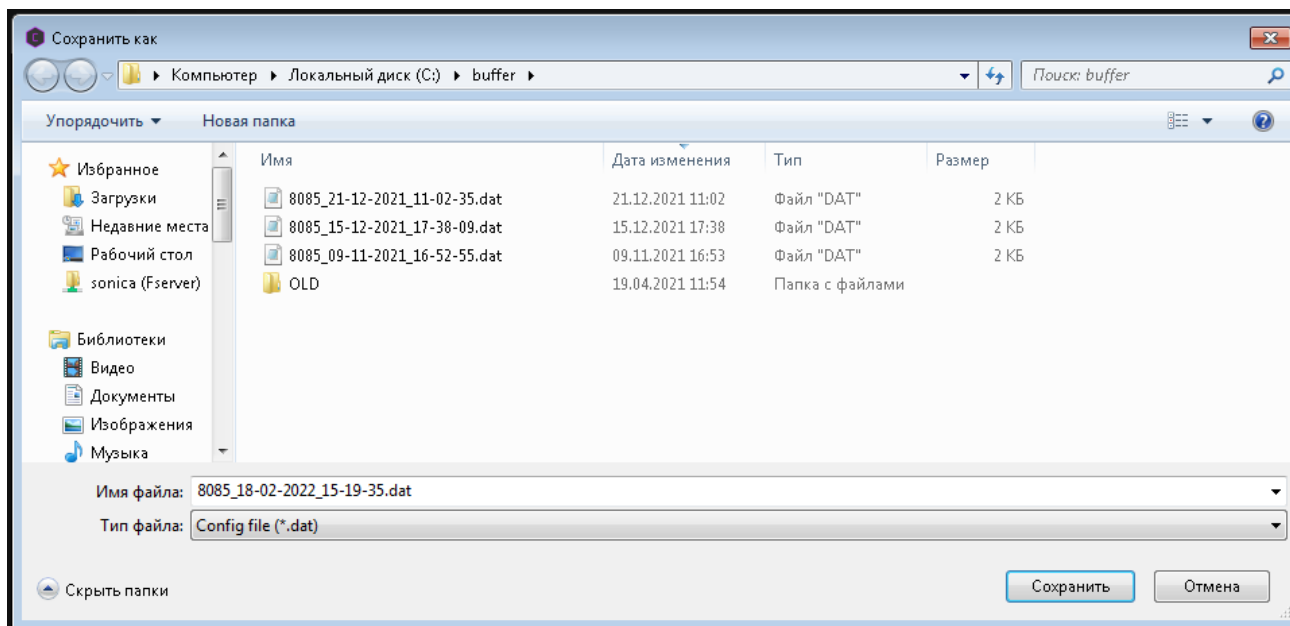 Сохранить как
Компьютер Локальный диск (C:) buffer
Поиск: buffer
Упорядочить Новая папка
Избранное
Загрузки
Недавние места
Рабочий стол
sonica (Fserver)
Библиотеки
Видео
Документы
Изображения
Музыка
Имя Дата изменения Тип Размер
8085_21-12-2021_11-02-35.dat 21.12.2021 11:02 Файл "DAT" 2 КБ
8085_15-12-2021_17-38-09.dat 15.12.2021 17:38 Файл "DAT" 2 КБ
8085_09-11-2021_16-52-55.dat 09.11.2021 16:53 Файл "DAT" 2 КБ
OLD 19.04.2021 11:54 Папка с файлами
Имя файла: 8085_18-02-2022_15-19-35.dat
Тип файла: Config file (*.dat)
Скрыть папки Сохранить Отмена